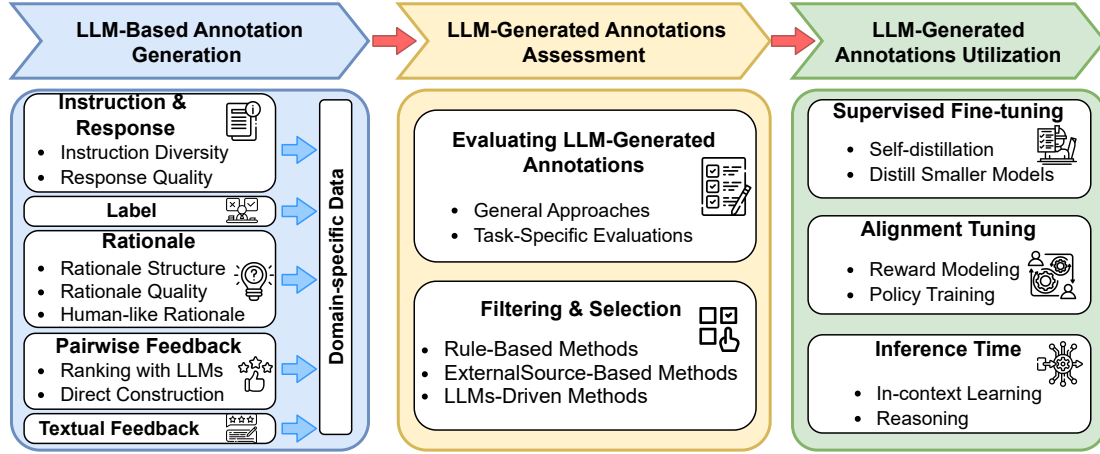 LLM-Based Annotation
Generation
LLM-Generated Annotations
Assessment
LLM-Generated
Annotations Utilization
Instruction &
Response
• Instruction Diversity
• Response Quality
Label
Rationale
• Rationale Structure
• Rationale Quality
• Human-like Rationale
Pairwise Feedback
• Ranking with LLMs
• Direct Construction
Textual Feedback
Domain-specific Data
Evaluating LLM-Generated
Annotations
• General Approaches
• Task-Specific Evaluations
Filtering & Selection
• Rule-Based Methods
• ExternalSource-Based Methods
• LLMs-Driven Methods
Supervised Fine-tuning
• Self-distillation
• Distill Smaller Models
Alignment Tuning
• Reward Modeling
• Policy Training
Inference Time
• In-context Learning
• Reasoning